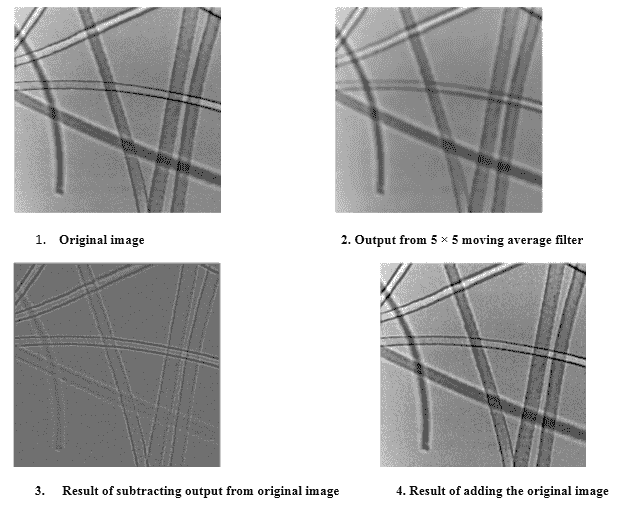 1. Original image
2. Output from 5 × 5 moving average filter
3. Result of subtracting output from original image
4. Result of adding the original image